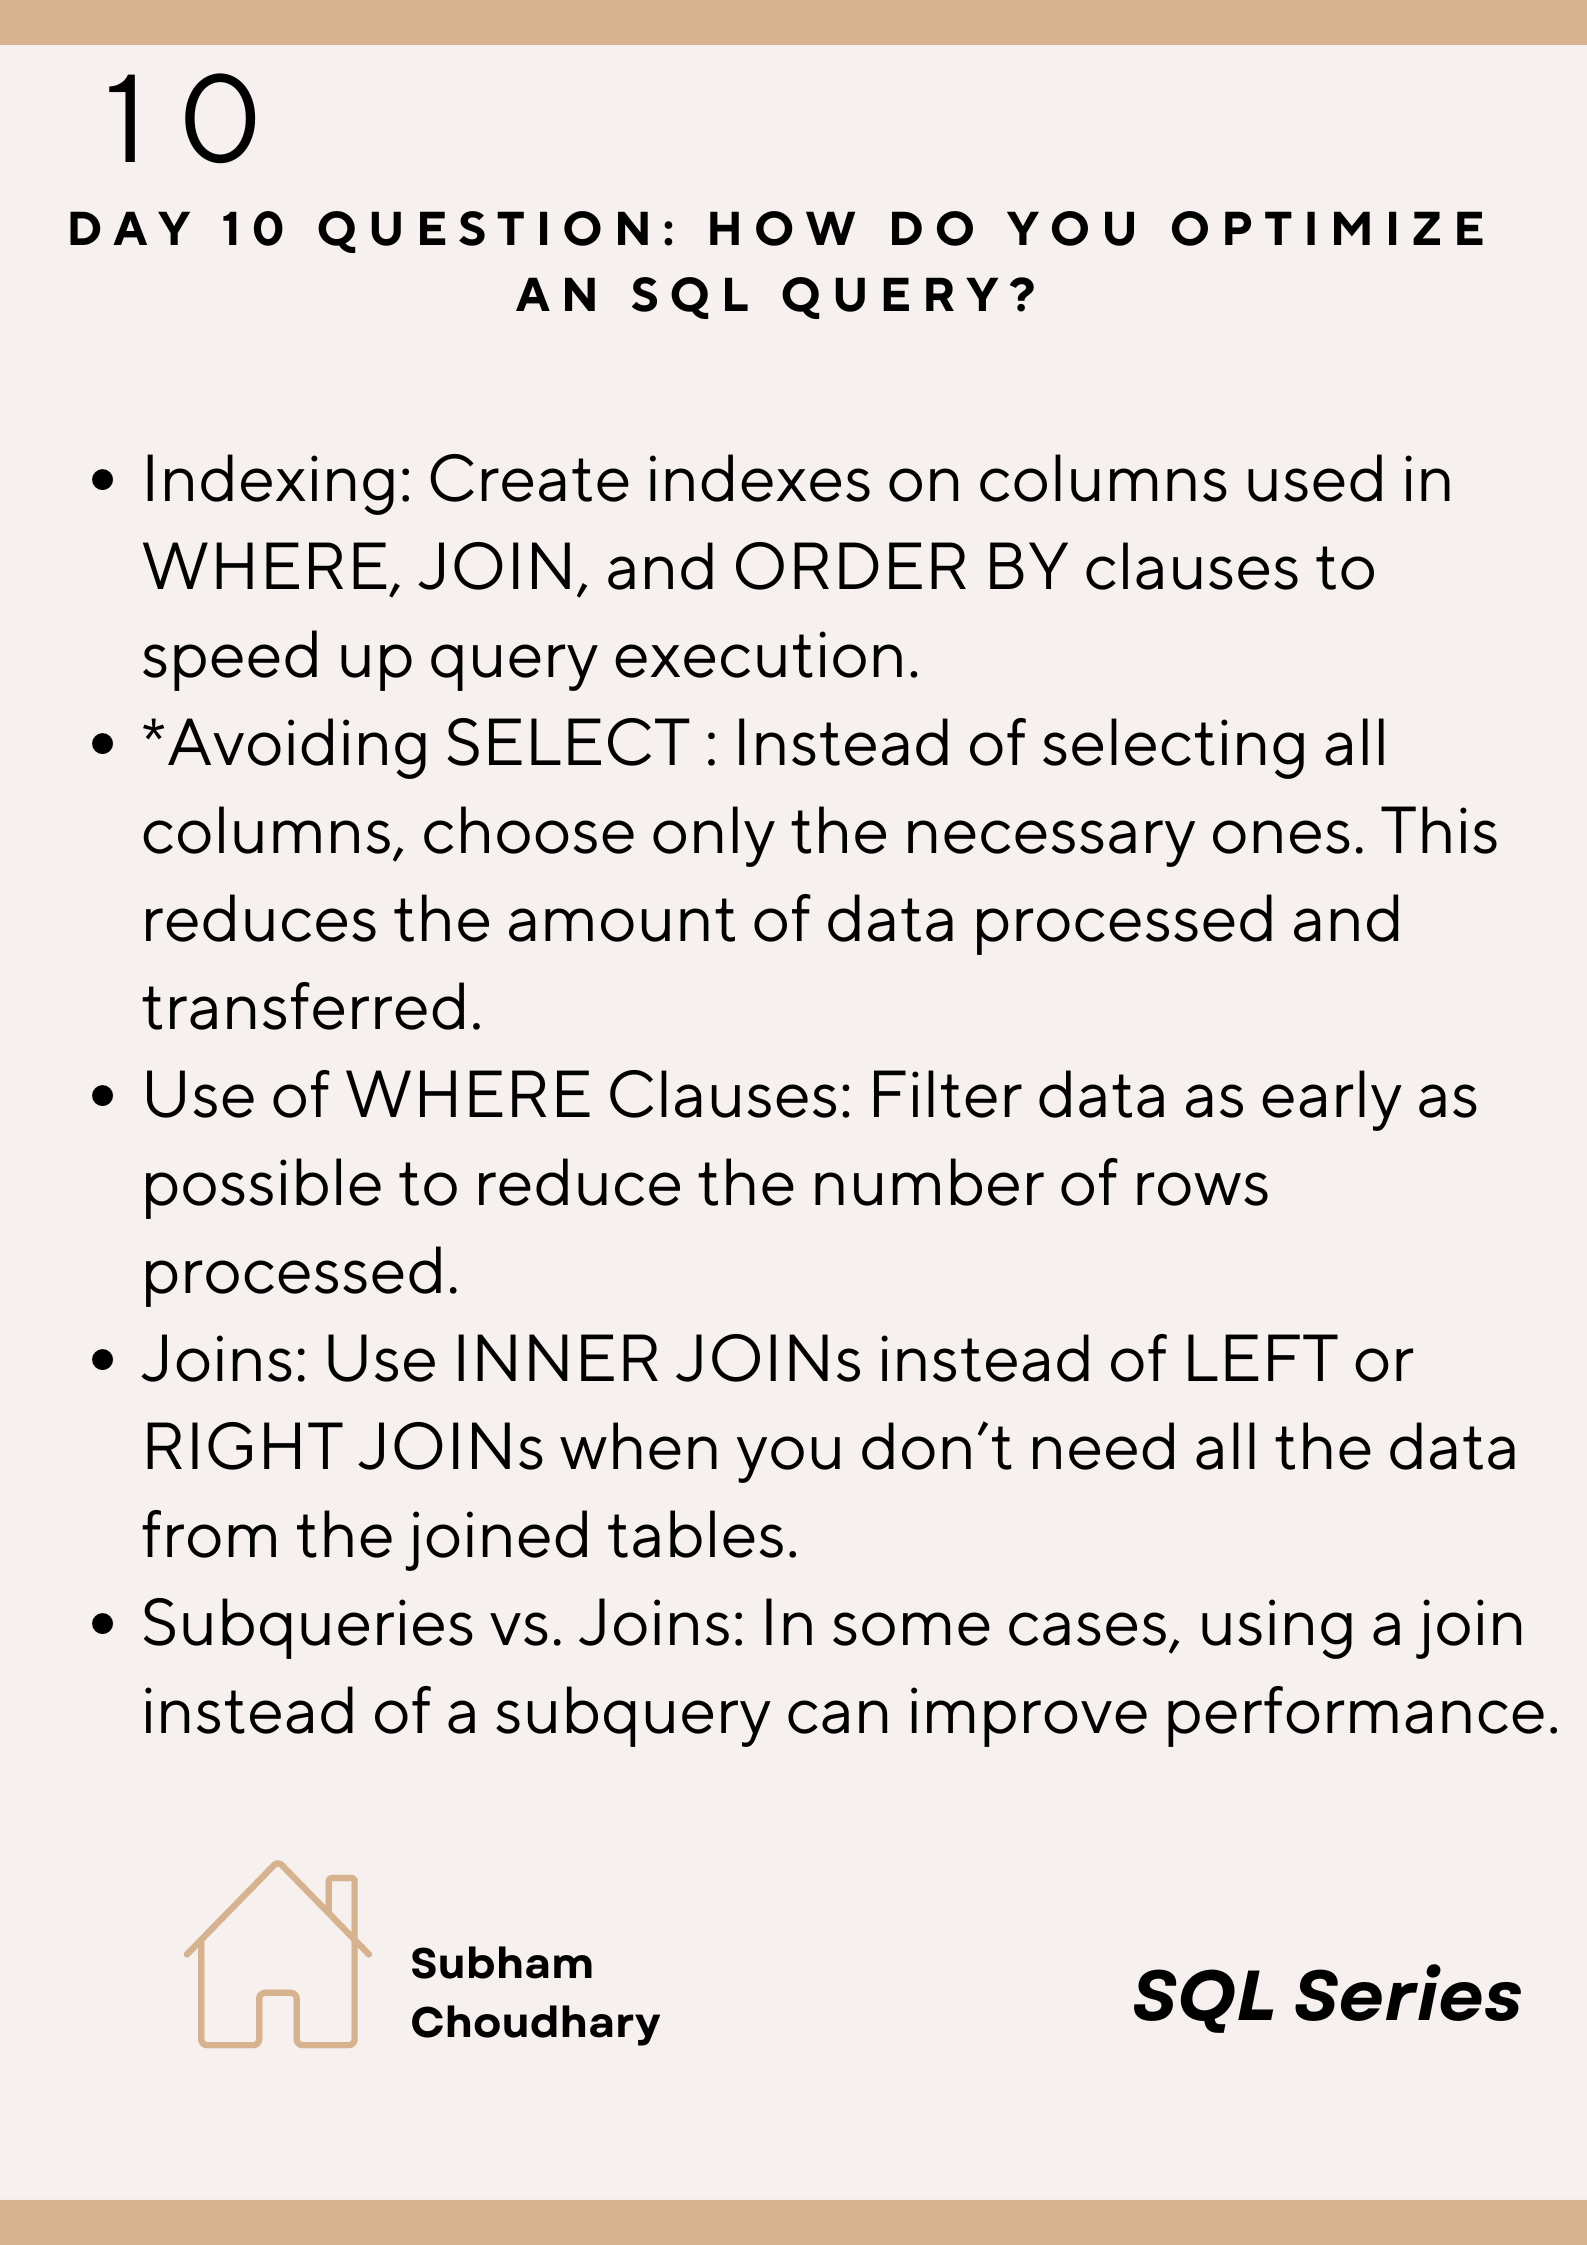 10
DAY 10 QUESTION: HOW DO YOU OPTIMIZE
AN SQL QUERY?
• Indexing: Create indexes on columns used in
WHERE, JOIN, and ORDER BY clauses to
speed up query execution.
• *Avoiding SELECT : Instead of selecting all
columns, choose only the necessary ones. This
reduces the amount of data processed and
transferred.
• Use of WHERE Clauses: Filter data as early as
possible to reduce the number of rows
processed.
• Joins: Use INNER JOINs instead of LEFT or
RIGHT JOINs when you don’t need all the data
from the joined tables.
• Subqueries vs. Joins: In some cases, using a join
instead of a subquery can improve performance.
Subham
Choudhary
SQL Series